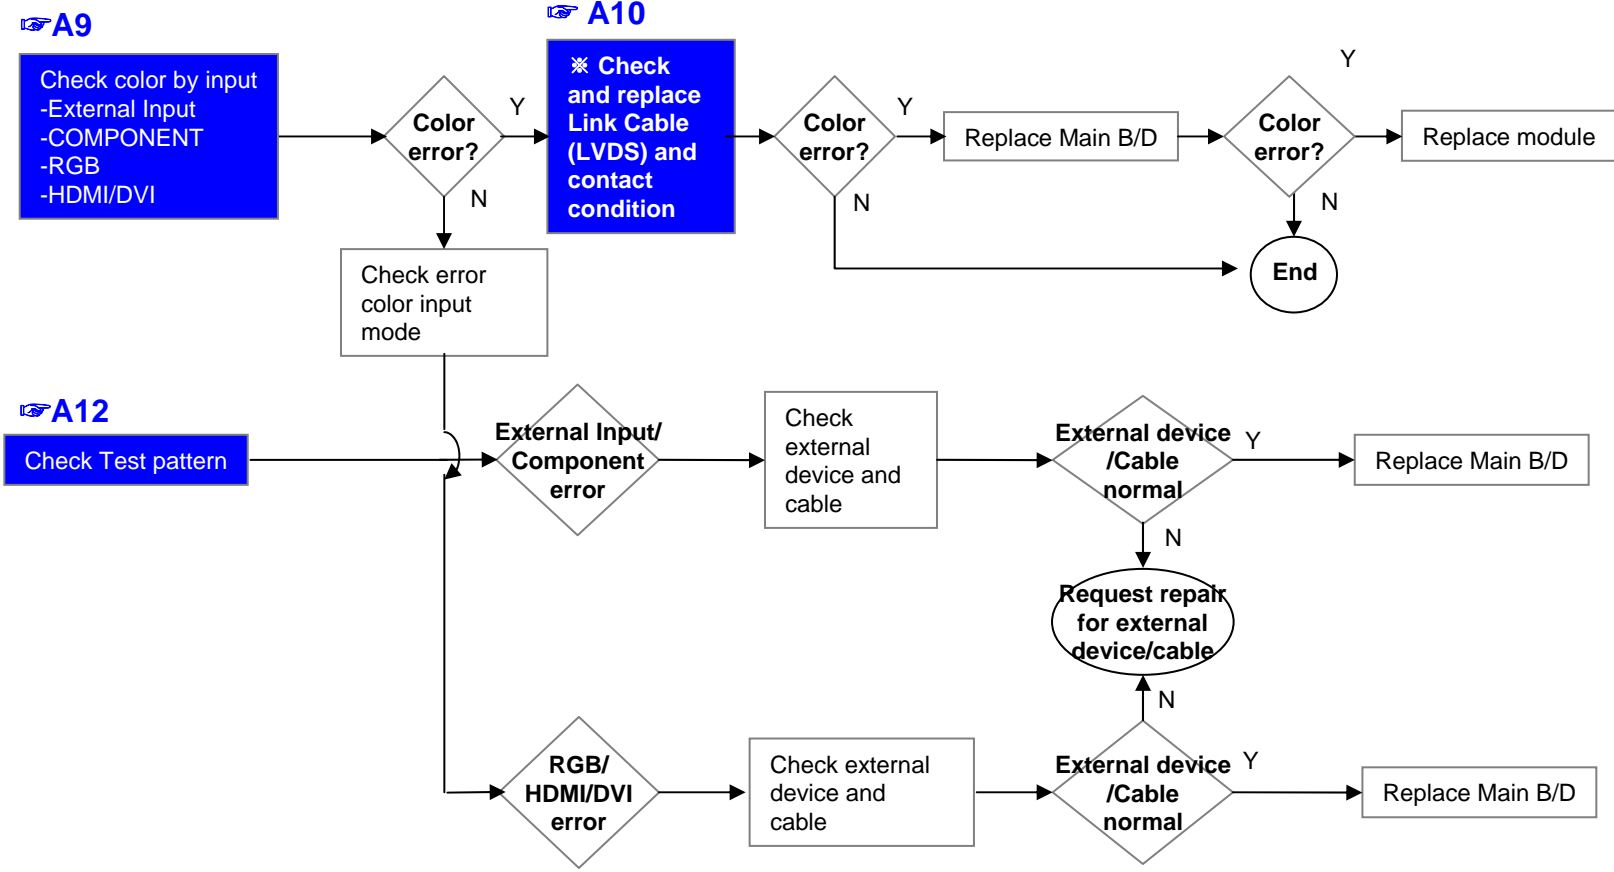 ☞A9
Check color by input
-External Input
-COMPONENT
-RGB
-HDMI/DVI
Color
error?
Y
N
☞ A10
※ Check
and replace
Link Cable
(LVDS) and
contact
condition
Color
error?
Y
N
Replace Main B/D
Color
error?
Y
N
Replace module
End
Check error
color input
mode
☞A12
Check Test pattern
External Input/
Component
error
Check
external
device and
cable
External device
/Cable
normal
Y
N
Replace Main B/D
Request repair
for external
device/cable
RGB/
HDMI/DVI
error
Check external
device and
cable
N
External device
/Cable
normal
Y
Replace Main B/D